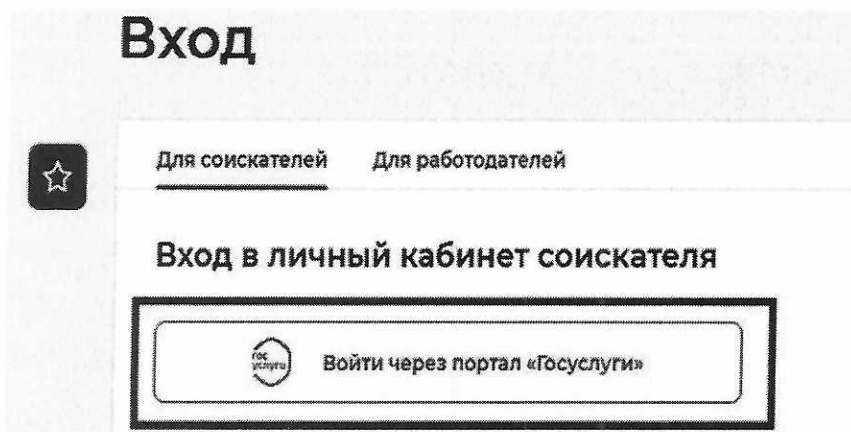 Вход
Для соискателей Для работодателей
Вход в личный кабинет соискателя
гос
услуги
Войти через портал «Госуслуги»